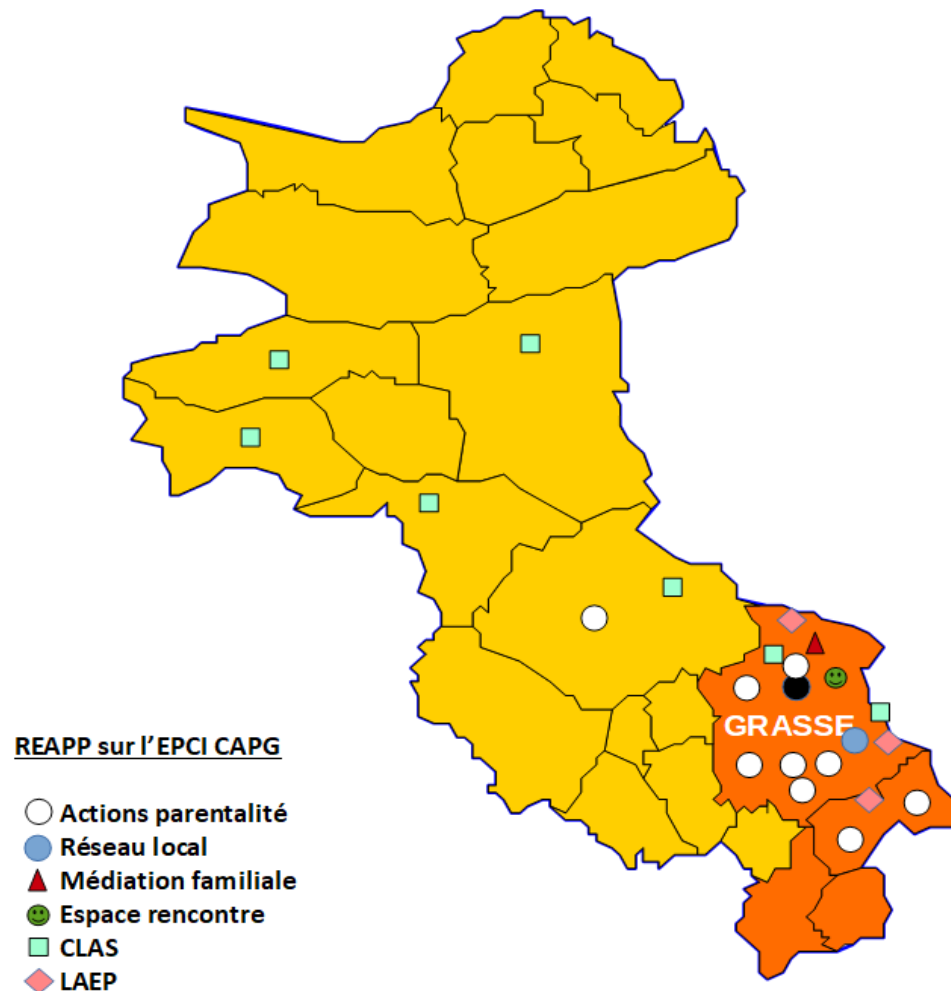 GRASSE
REAPP sur l'EPCI CAPG
Actions parentalité
Réseau local
Médiation familiale
Espace rencontre
CLAS
LAEP